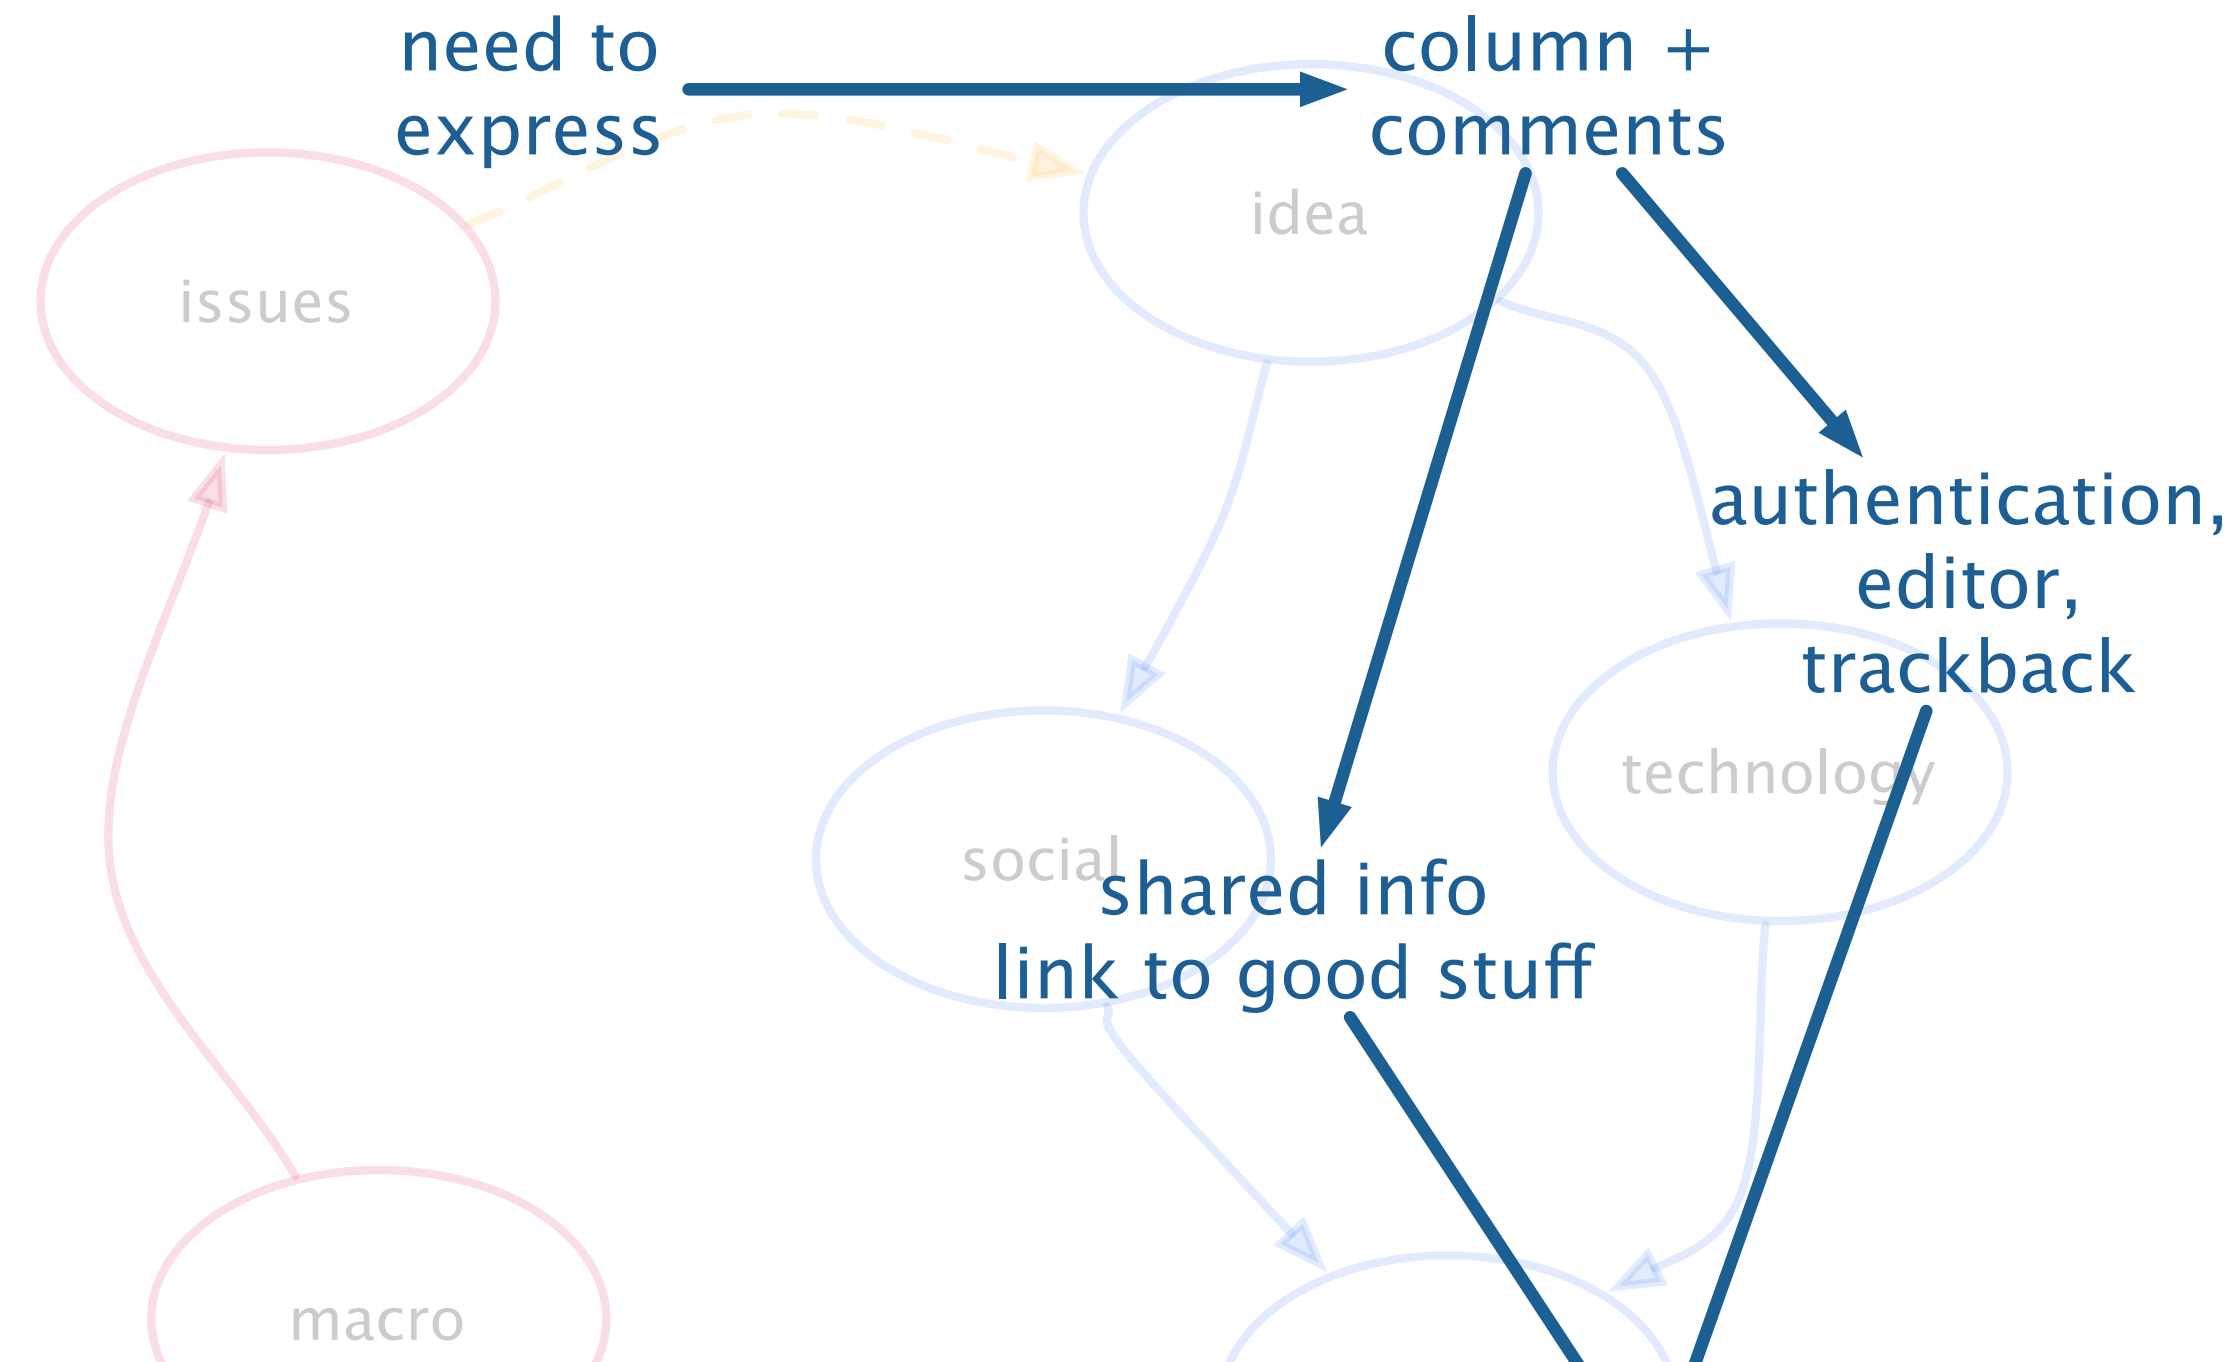 need to
express
column +
comments
idea
issues
authentication,
editor,
trackback
technology
social
shared info
link to good stuff
macro